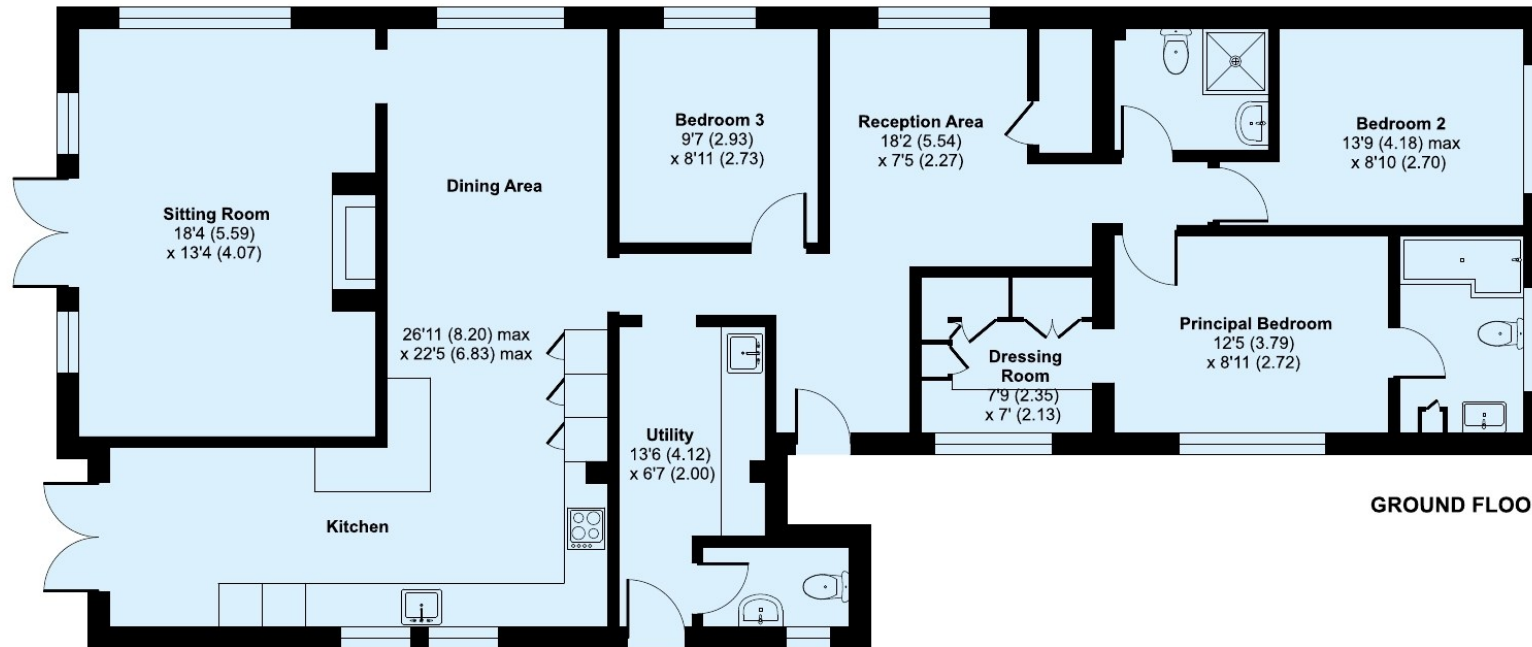 Sitting Room
18'4 (5.59)
x 13'4 (4.07)
Dining Area
26'11 (8.20) max
x 22'5 (6.83) max
Kitchen
Bedroom 3
9'7 (2.93)
x 8'11 (2.73)
Utility
13'6 (4.12)
x 6'7 (2.00)
Reception Area
18'2 (5.54)
x 7'5 (2.27)
Dressing
Room
7'9 (2.35)
x 7' (2.13)
Bedroom 2
13'9 (4.18) max
x 8'10 (2.70)
Principal Bedroom
12'5 (3.79)
x 8'11 (2.72)
GROUND FLOO